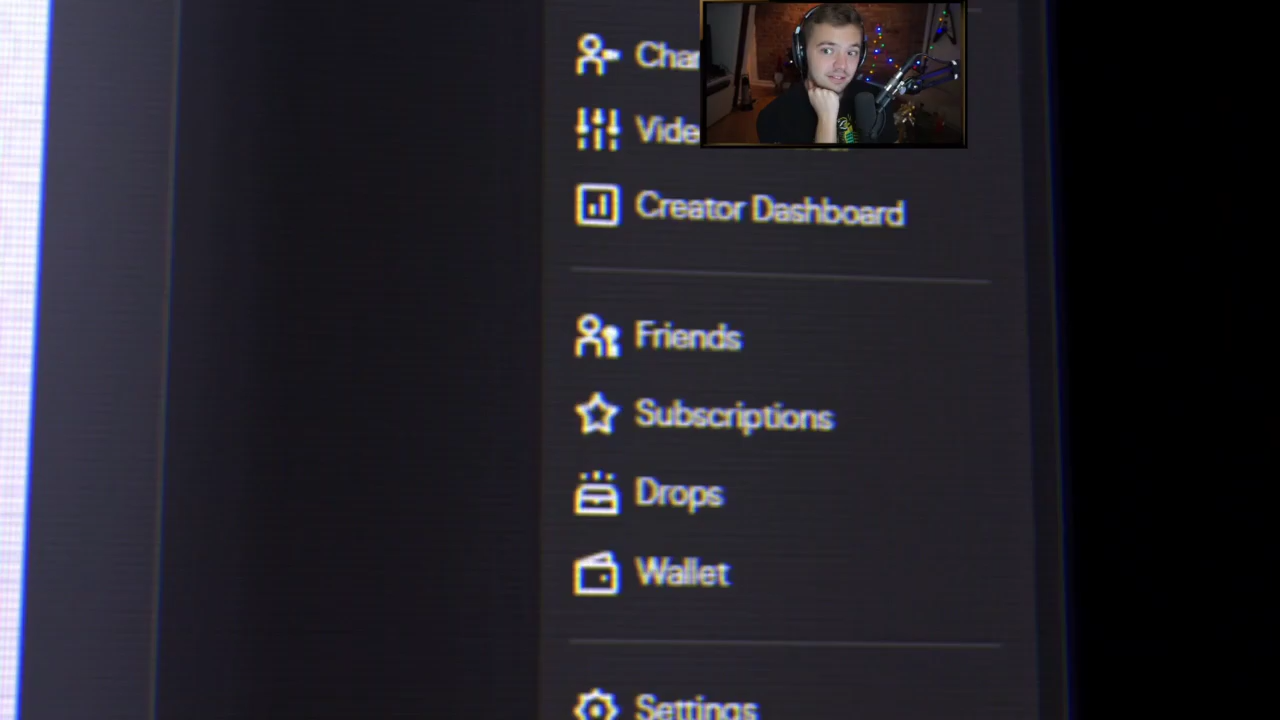 Creator Dashboard
Friends
Subscriptions
Drops
Wallet
Settings